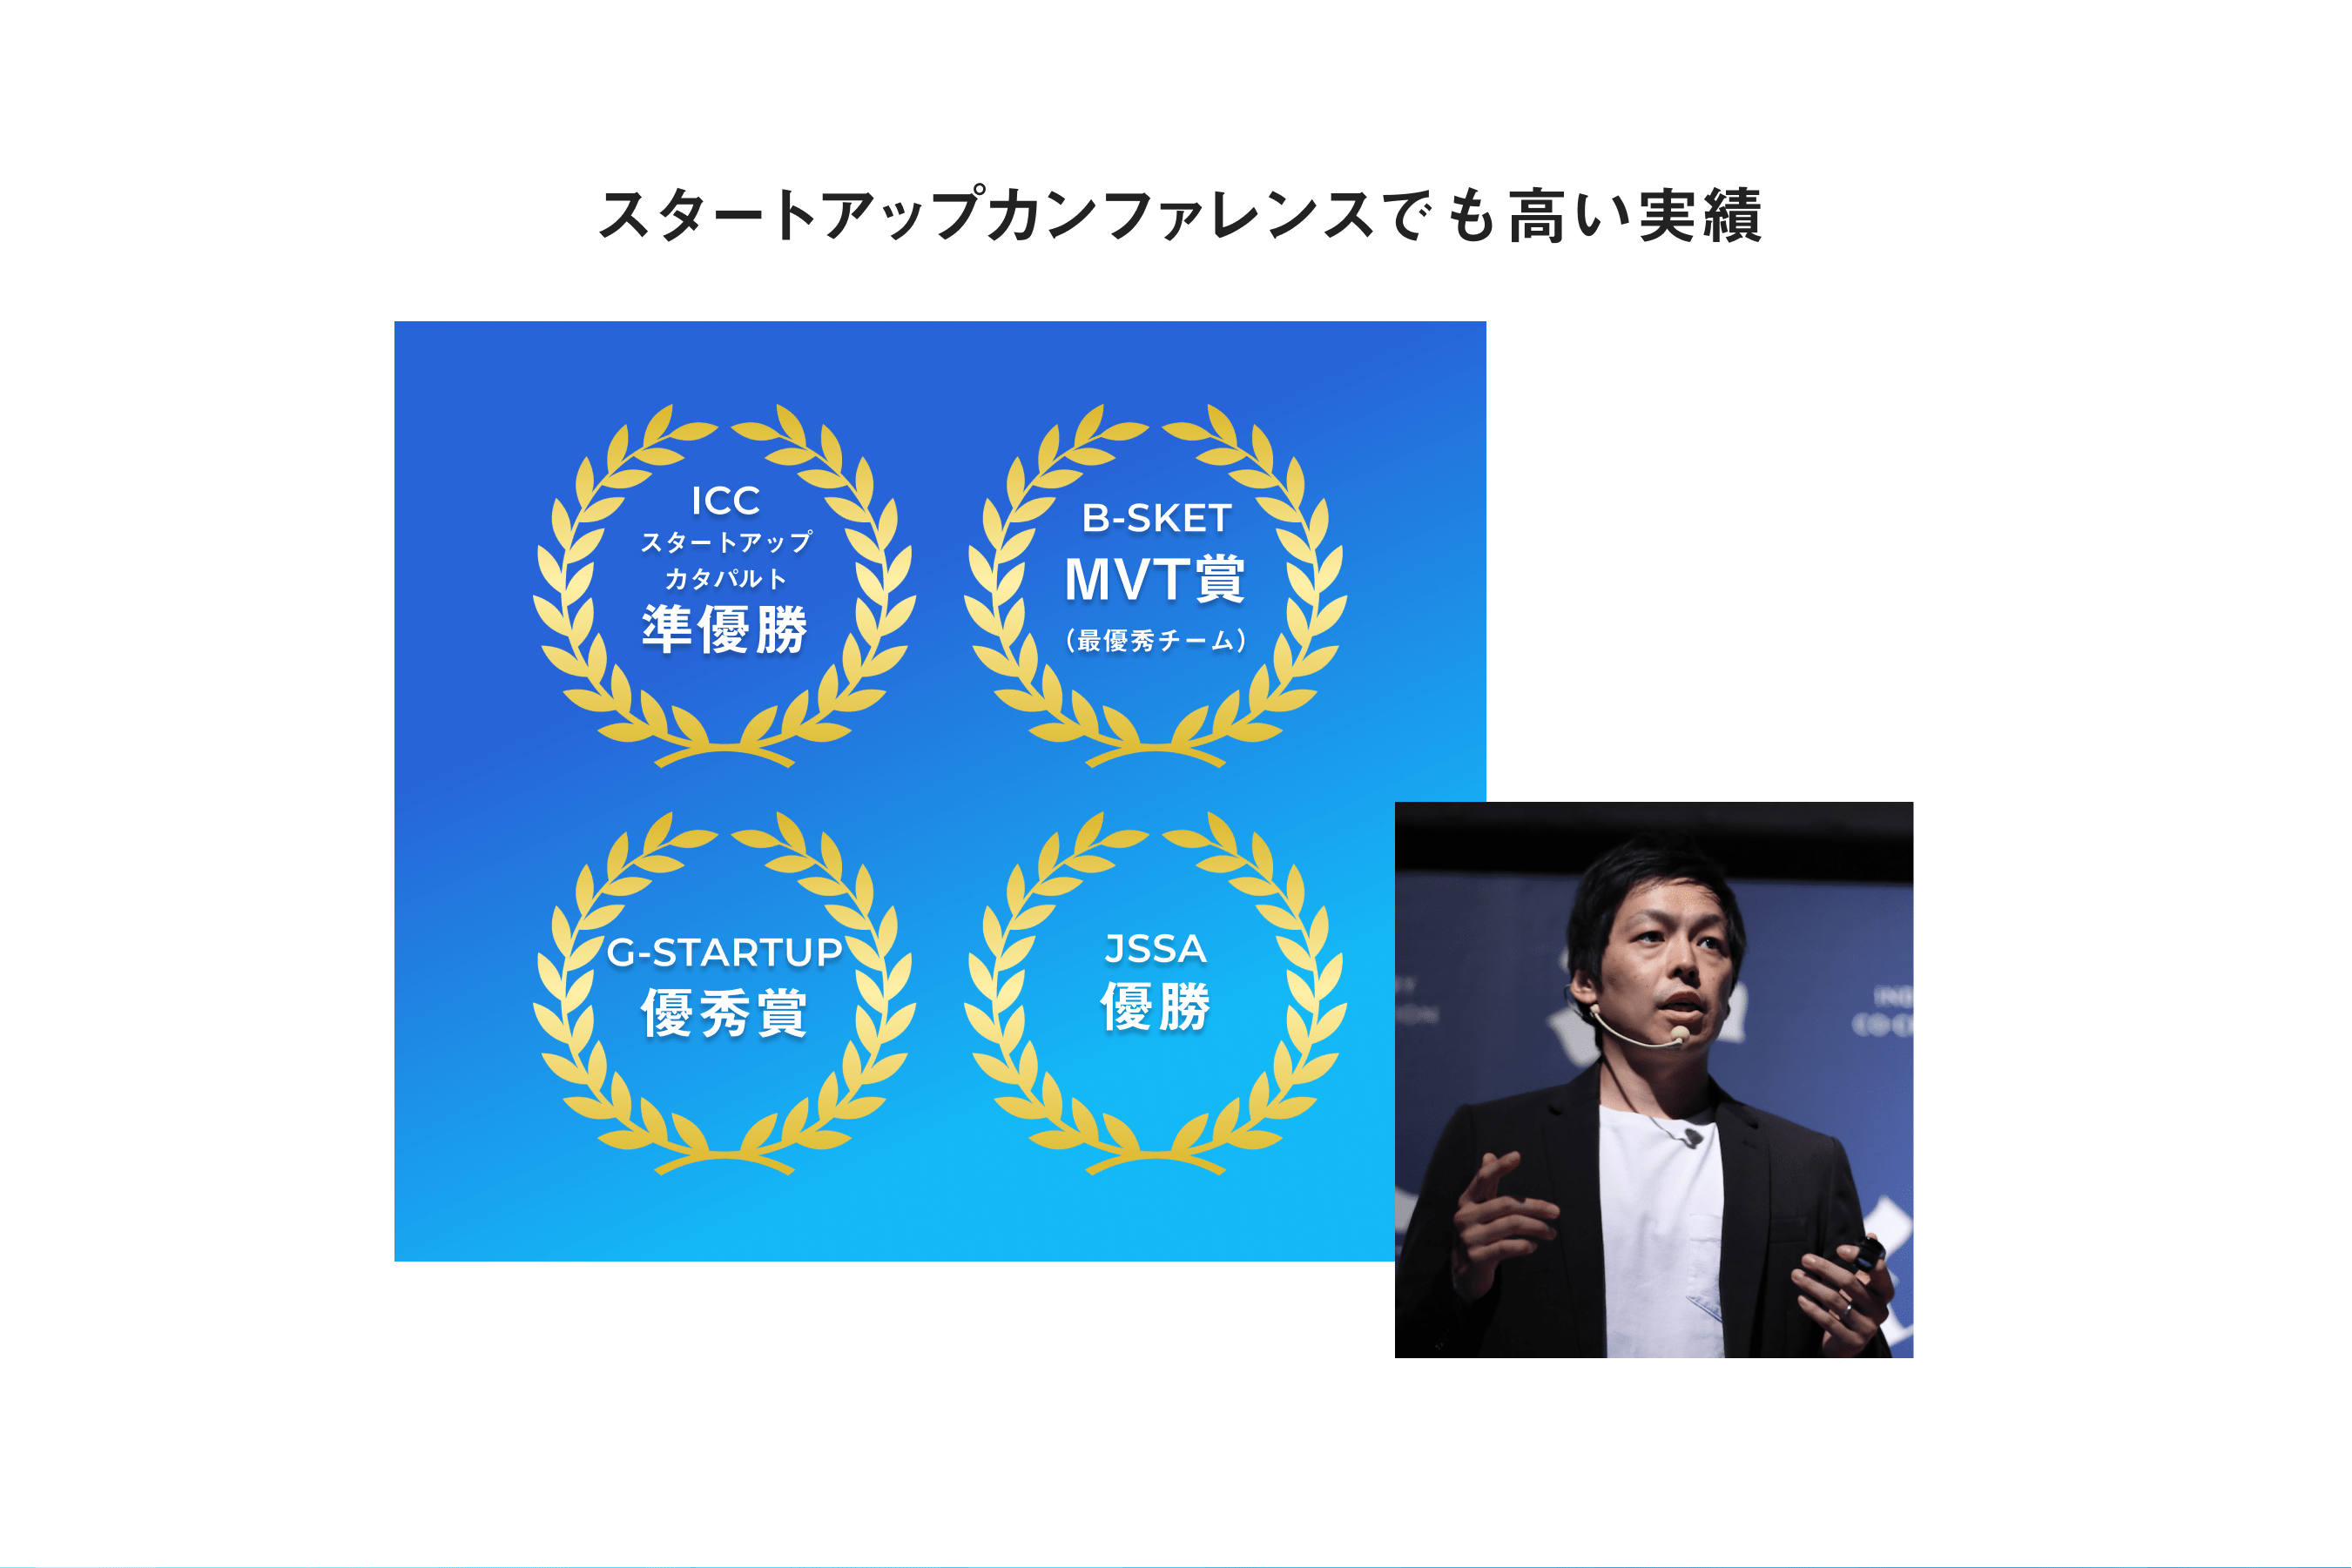 スタートアップカンファレンスでも高い実績
ICC
スタートアップ
カタパルト
準優勝
B-SKET
MVT賞
（最優秀チーム）
G-STARTUP
優秀賞
JSSA
優勝